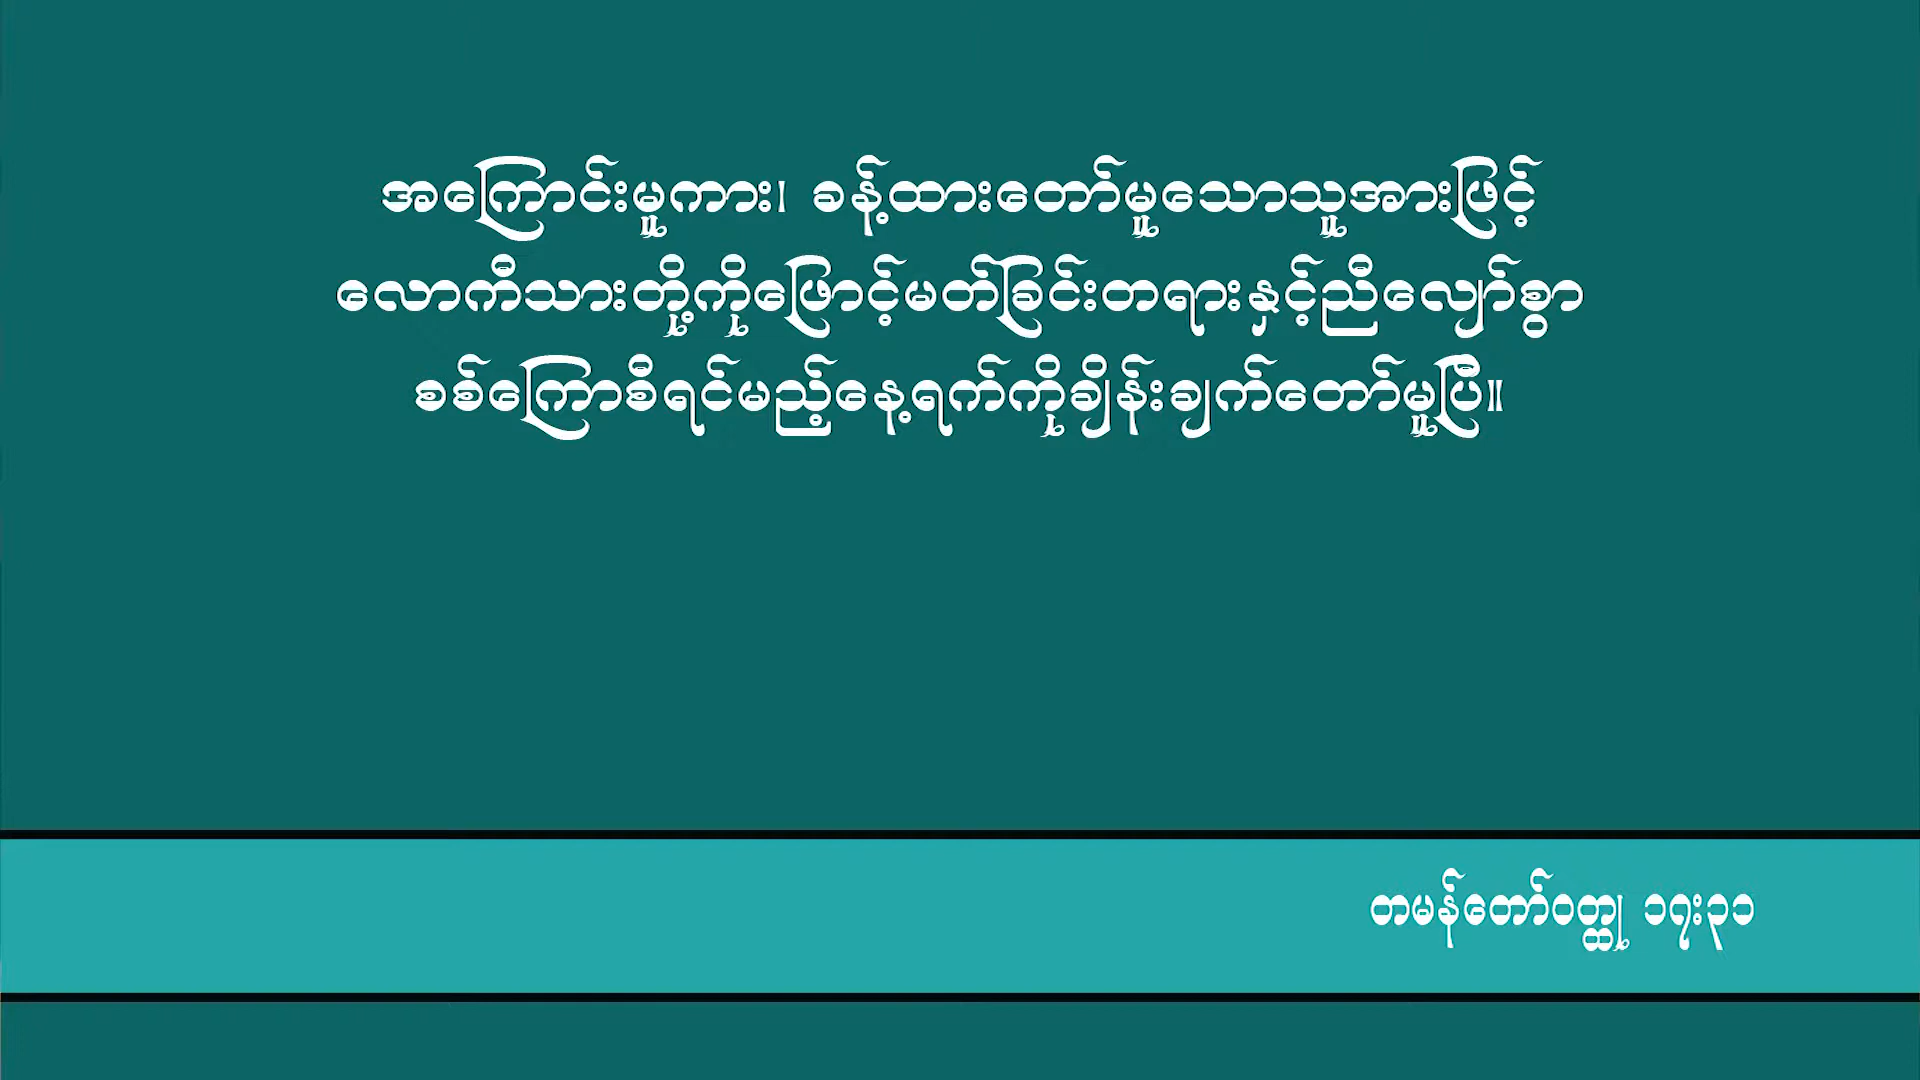 အကြောင်းမူကား၊ ခန့်ထားတော်မူသောသူအားဖြင့်
လောကီသားတို့ကိုဖြောင့်မတ်ခြင်းတရားနှင့်ညီလျော်စွာ
စစ်ကြောစီရင်မည့်နေ့ရက်ကိုချိန်းချက်တော်မူပြီ။
တမန်တော်ဝတ္ထု ၁၇း၃၁